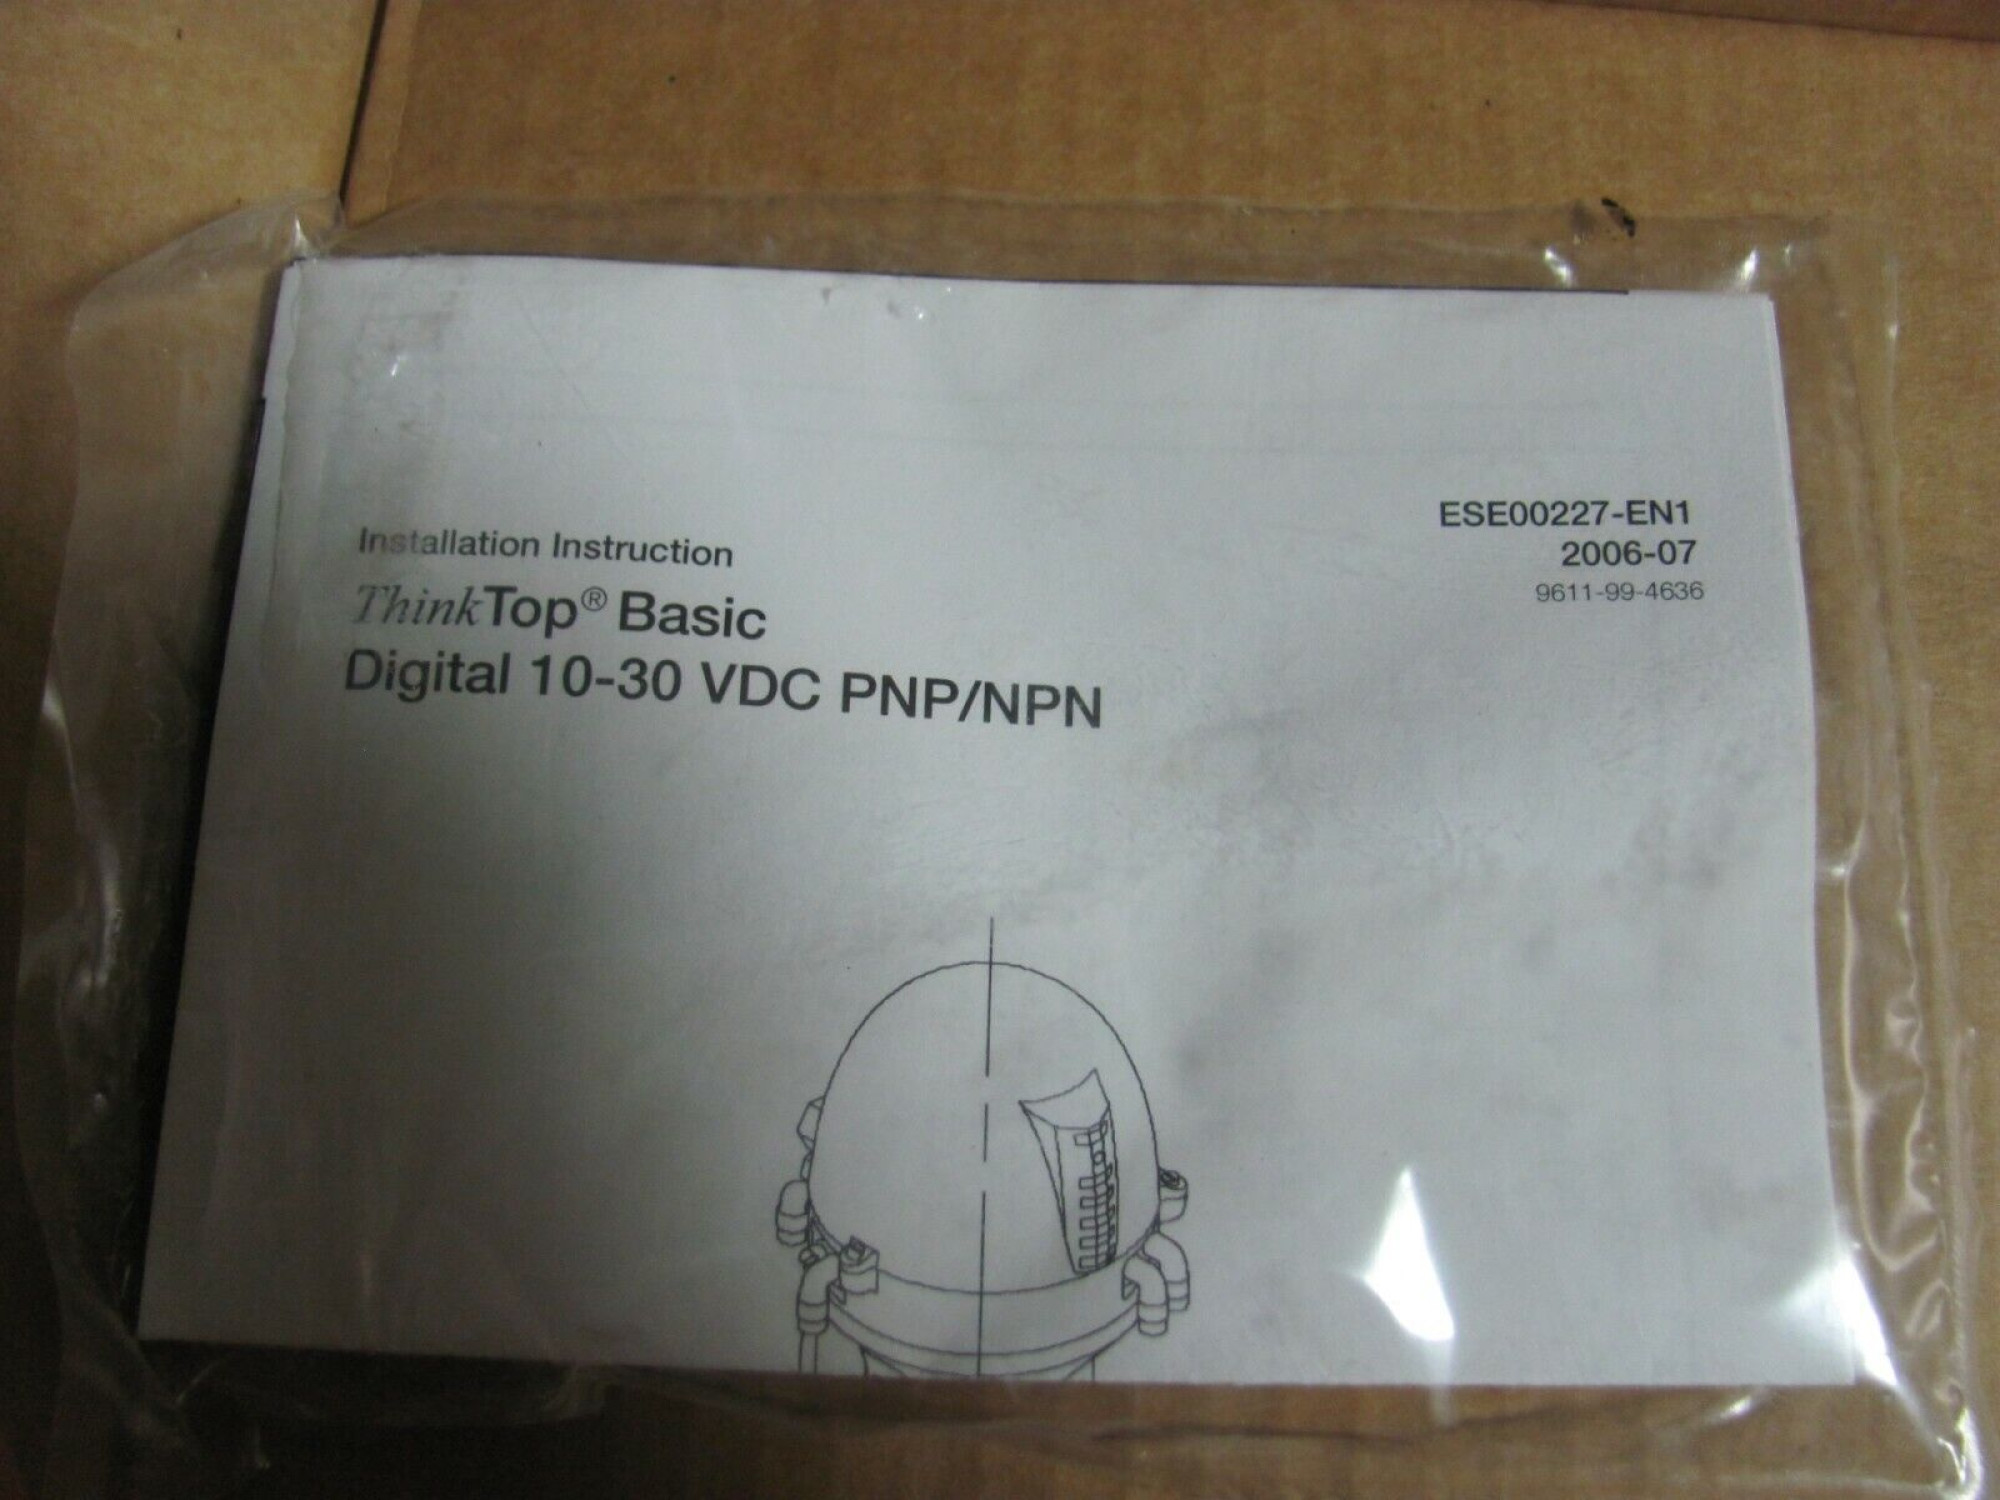 Installation Instruction
ThinkTop® Basic
Digital 10-30 VDC PNP/NPN
ESE00227-EN1
2006-07
9611-99-4636